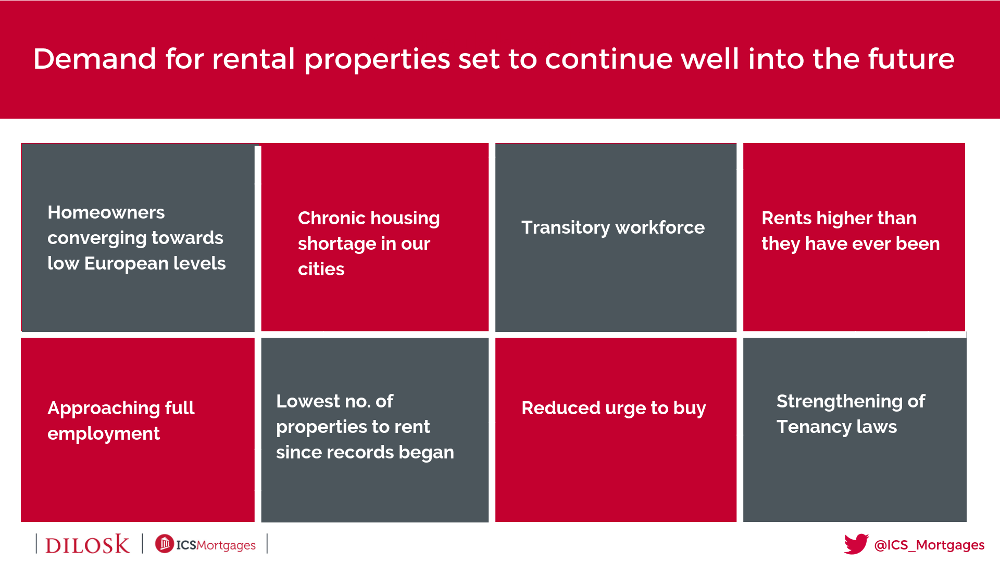 Demand for rental properties set to continue well into the future
Homeowners
converging towards
low European levels
Chronic housing
shortage in our
cities
Transitory workforce
Rents higher than
they have ever been
Approaching full
employment
Lowest no. of
properties to rent
since records began
Reduced urge to buy
Strengthening of
Tenancy laws
DILOSK
ICSMortgages
@ICS_Mortgages